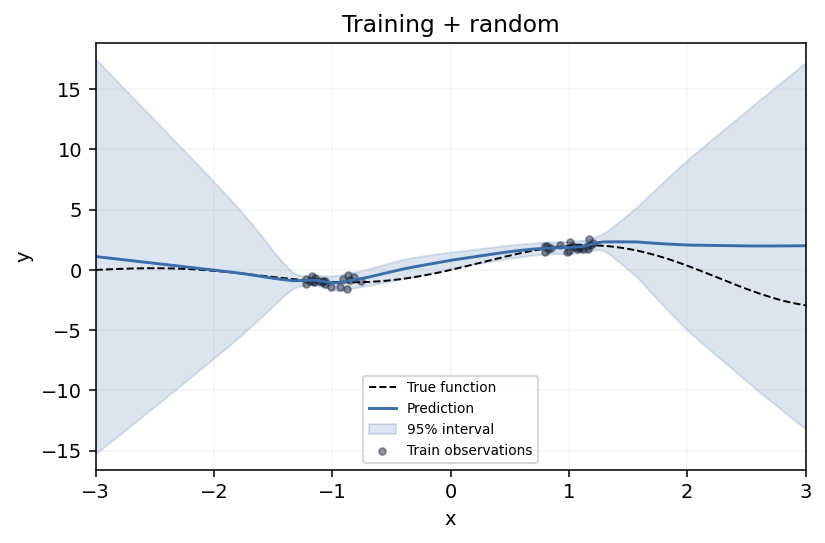 Training + random
15
10
5
0
−5
−10
−15
y
True function
Prediction
95% interval
Train observations
−3
−2
−1
0
1
2
3
x